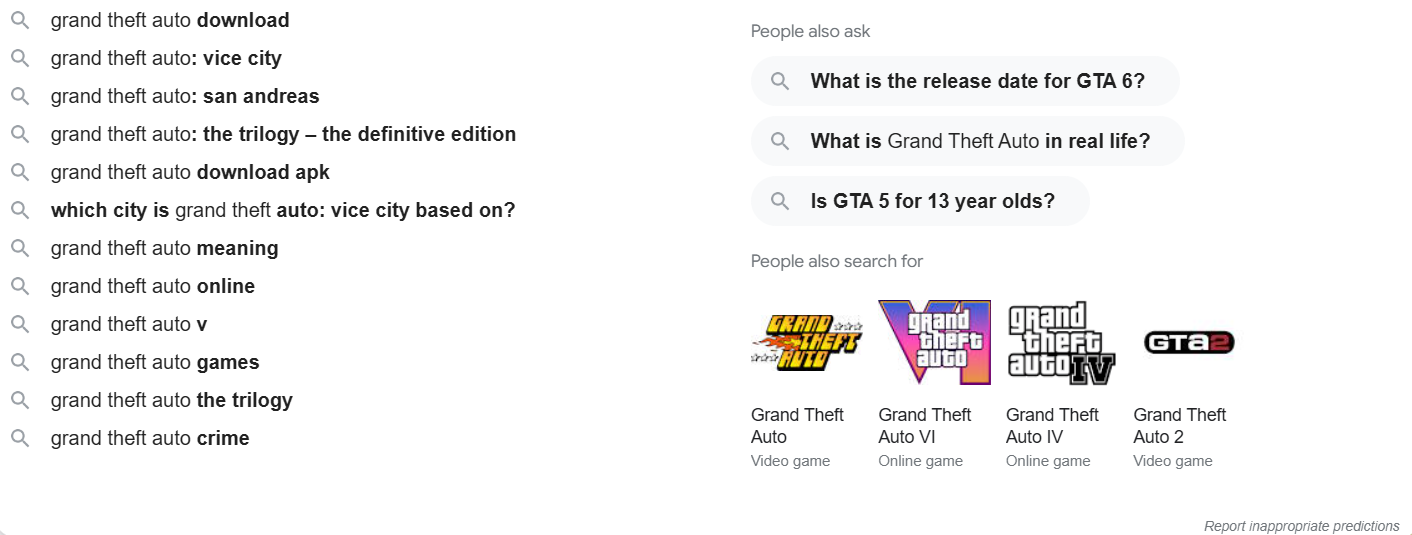 grand theft auto download
grand theft auto: vice city
grand theft auto: san andreas
grand theft auto: the trilogy – the definitive edition
grand theft auto download apk
which city is grand theft auto: vice city based on?
grand theft auto meaning
grand theft auto online
grand theft auto v
grand theft auto games
grand theft auto the trilogy
grand theft auto crime
People also ask
What is the release date for GTA 6?
What is Grand Theft Auto in real life?
Is GTA 5 for 13 year olds?
People also search for
GRAND
THEFT
AUTO
VI
grand
theft
auto
grand
theft
auto IV
GTA2
Grand Theft
Auto
Video game
Grand Theft
Auto VI
Online game
Grand Theft
Auto IV
Online game
Grand Theft
Auto 2
Video game
Report inappropriate predictions